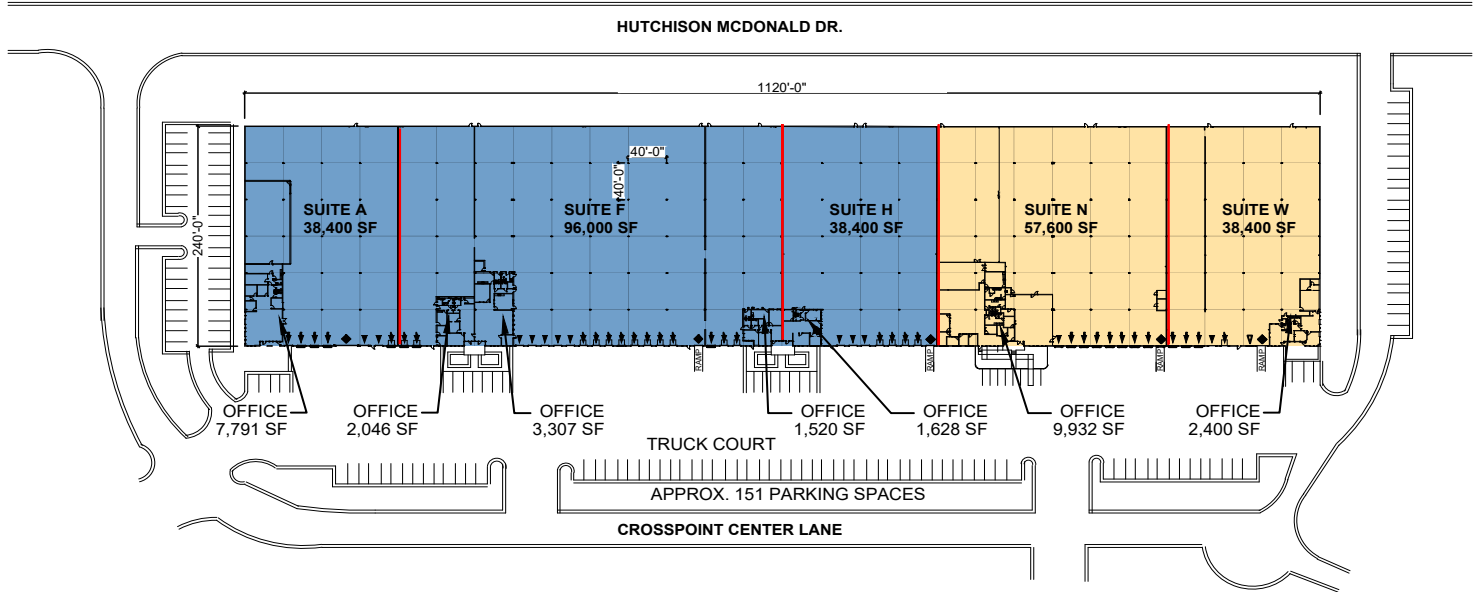 HUTCHISON MCDONALD DR.
1120'-0"
240'-0"
40'-0"
40'-0"
SUITE A
38,400 SF
SUITE F
96,000 SF
SUITE H
38,400 SF
SUITE N
57,600 SF
SUITE W
38,400 SF
RAMP
RAMP
RAMP
RAMP
OFFICE
7,791 SF
OFFICE
2,046 SF
OFFICE
3,307 SF
OFFICE
1,520 SF
OFFICE
1,628 SF
OFFICE
9,932 SF
OFFICE
2,400 SF
TRUCK COURT
APPROX. 151 PARKING SPACES
CROSSPOINT CENTER LANE